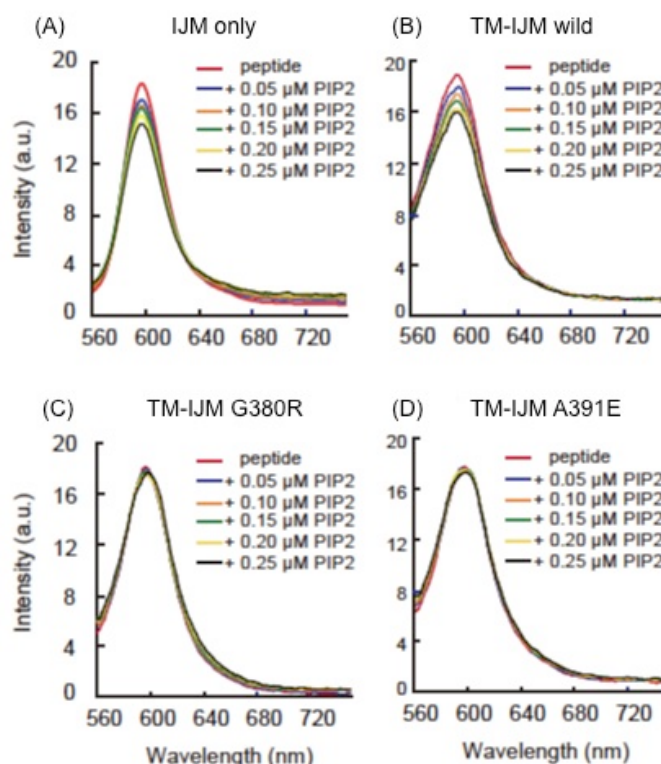 (A) IJM only
20
16
12
8
4
0
Intensity (a.u.)
560 600 640 680 720
peptide
+ 0.05 µM PIP2
+ 0.10 µM PIP2
+ 0.15 µM PIP2
+ 0.20 µM PIP2
+ 0.25 µM PIP2
(B) TM-IJM wild
20
16
12
8
4
0
560 600 640 680 720
peptide
+ 0.05 µM PIP2
+ 0.10 µM PIP2
+ 0.15 µM PIP2
+ 0.20 µM PIP2
+ 0.25 µM PIP2
(C) TM-IJM G380R
20
16
12
8
4
0
Intensity (a.u.)
560 600 640 680 720
Wavelength (nm)
peptide
+ 0.05 µM PIP2
+ 0.10 µM PIP2
+ 0.15 µM PIP2
+ 0.20 µM PIP2
+ 0.25 µM PIP2
(D) TM-IJM A391E
20
16
12
8
4
0
560 600 640 680 720
Wavelength (nm)
peptide
+ 0.05 µM PIP2
+ 0.10 µM PIP2
+ 0.15 µM PIP2
+ 0.20 µM PIP2
+ 0.25 µM PIP2